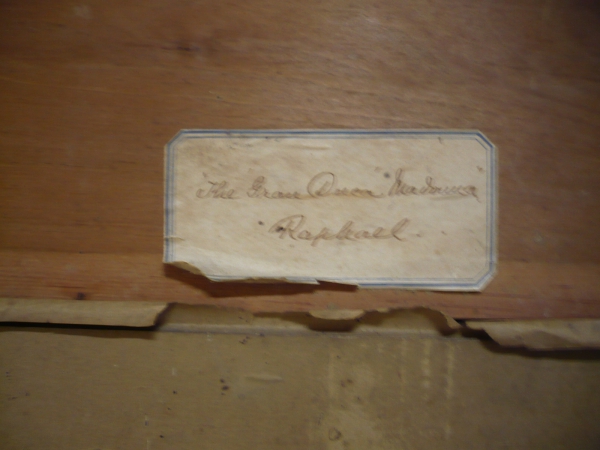 The Gran Duca Madonna
Raphael.